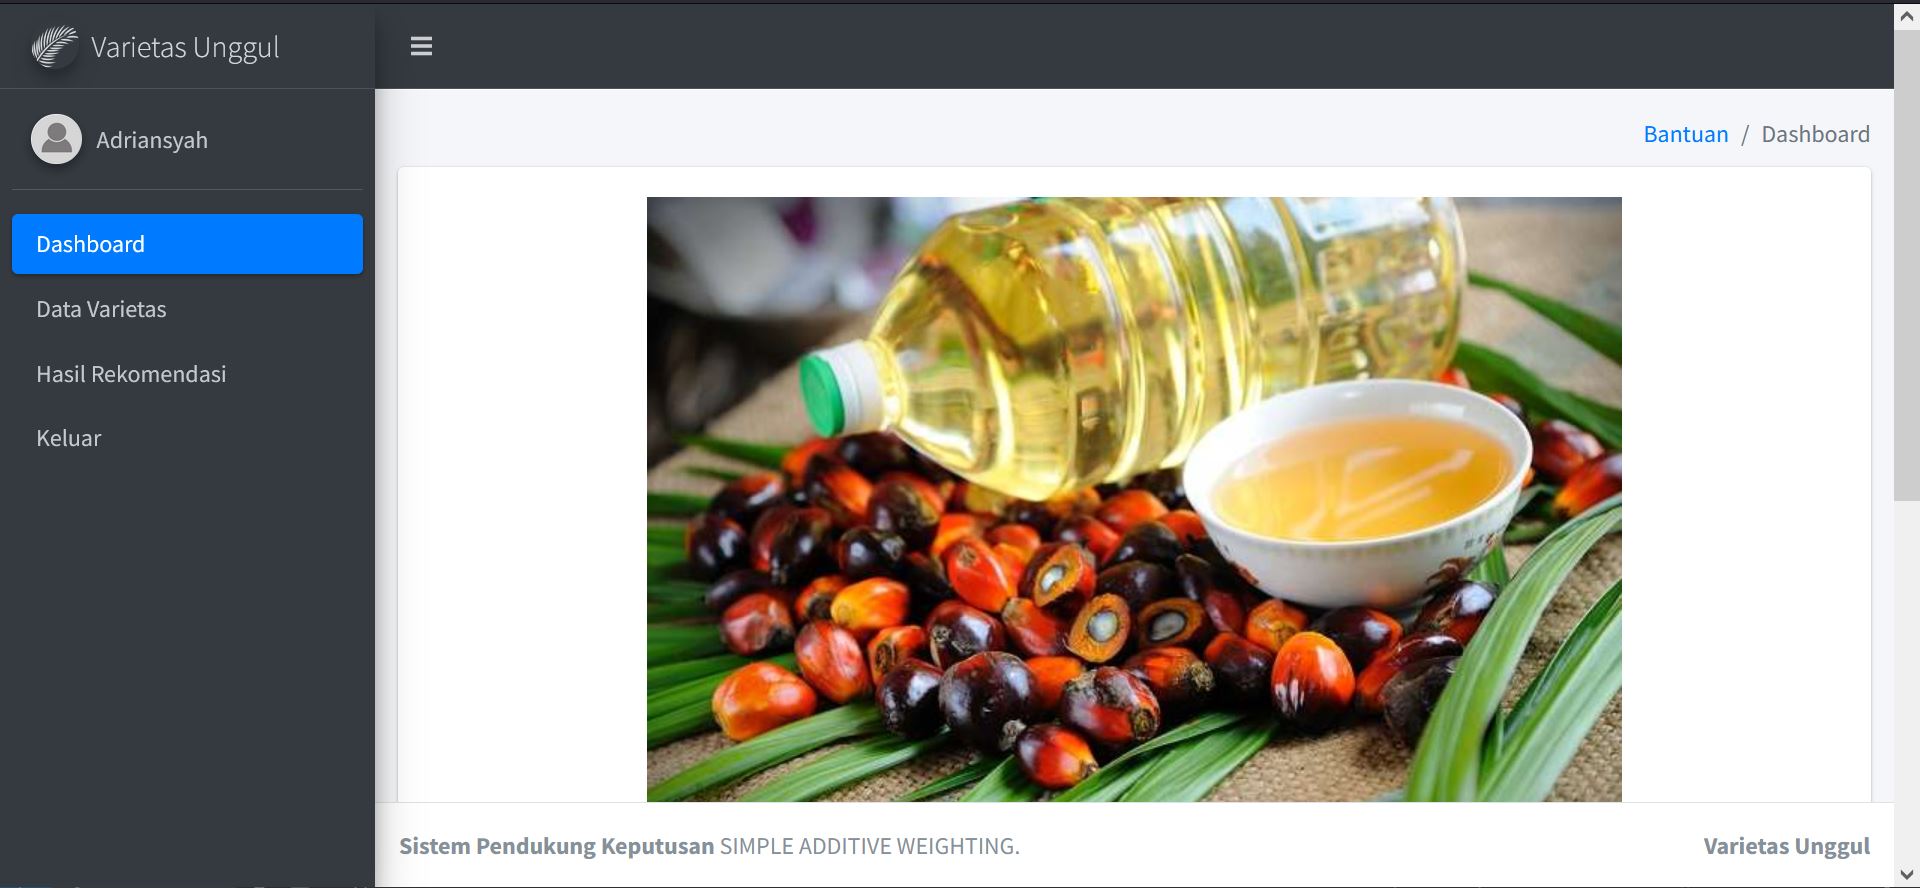 Varietas Unggul
Adriansyah
Dashboard
Data Varietas
Hasil Rekomendasi
Keluar
Bantuan / Dashboard
Sistem Pendukung Keputusan SIMPLE ADDITIVE WEIGHTING.
Varietas Unggul